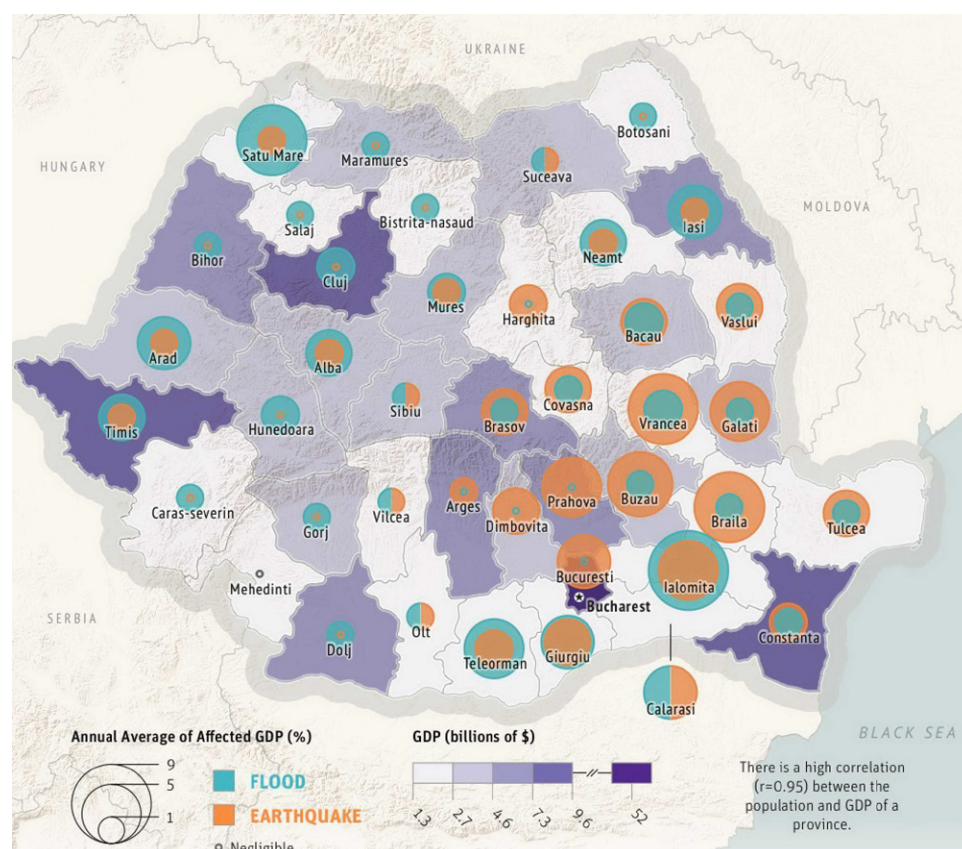 UKRAINE
Botosani
Satu Mare
Maramures
Suceava
HUNGARY
MOLDOVA
Salaj
Bistrita-nasaud
Iasi
Bihor
Cluj
Neamt
Mures
Harghita
Bacau
Vaslui
Arad
Alba
Sibiu
Covasna
Timis
Hunedoara
Brasov
Vrancea
Galati
Caras-severin
Vilcea
Arges
Prahova
Buzau
Gorj
Dimbovita
Braila
Tulcea
Mehedinti
Bucuresti
Ialomita
Bucharest
SERBIA
Olt
Constanta
Dolj
Teleorman
Giurgiu
Calarasi
BLACK SEA
Annual Average of Affected GDP (%)
9
5
1
FLOOD
EARTHQUAKE
Negligible
GDP (billions of $)
1.3
2.7
4.6
7.3
9.6
52
There is a high correlation
(r=0.95) between the
population and GDP of a
province.